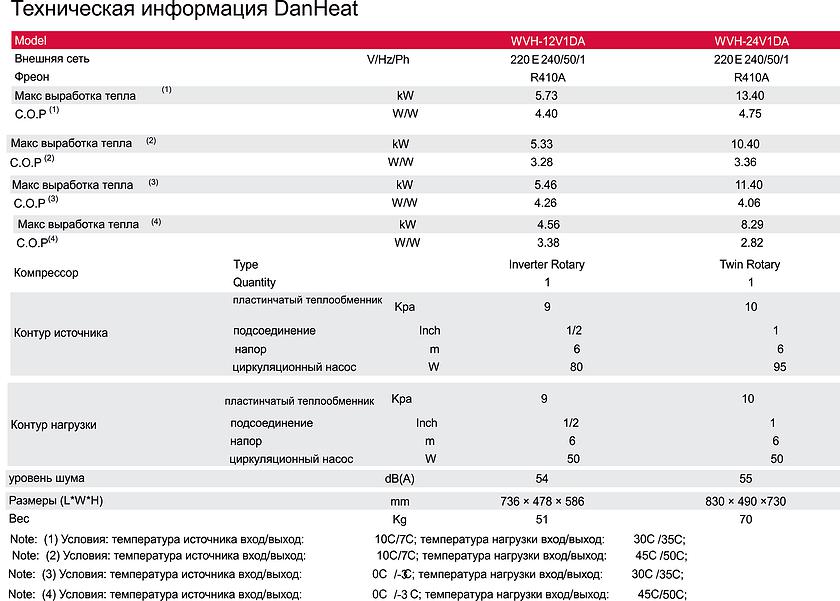 Техническая информация DanHeat
Model WVH-12V1DA WVH-24V1DA
Внешняя сеть V/Hz/Ph 220 E 240/50/1 220 E 240/50/1
Фреон R410A R410A
Макс выработка тепла (1) kW 5.73 13.40
C.O.P (1) W/W 4.40 4.75
Макс выработка тепла (2) kW 5.33 10.40
C.O.P (2) W/W 3.28 3.36
Макс выработка тепла (3) kW 5.46 11.40
C.O.P (3) W/W 4.26 4.06
Макс выработка тепла (4) kW 4.56 8.29
C.O.P(4) W/W 3.38 2.82
Компрессор Type Inverter Rotary Twin Rotary
Quantity 1 1
пластинчатый теплообменник Kpa 9 10
Контур источника подсоединение Inch 1/2 1
напор m 6 6
циркуляционный насос W 80 95
пластинчатый теплообменник Kpa 9 10
Контур нагрузки подсоединение Inch 1/2 1
напор m 6 6
циркуляционный насос W 50 50
уровень шума dB(A) 54 55
Размеры (L*W*H) mm 736 × 478 × 586 830 × 490 ×730
Вес Kg 51 70
Note: (1) Условия: температура источника вход/выход: 10C/7C; температура нагрузки вход/выход: 30C /35C;
Note: (2) Условия: температура источника вход/выход: 10C/7C; температура нагрузки вход/выход: 45C /50C;
Note: (3) Условия: температура источника вход/выход: 0C /-3C; температура нагрузки вход/выход: 30C /35C;
Note: (4) Условия: температура источника вход/выход: 0C /-3 C; температура нагрузки вход/выход: 45C/50C;